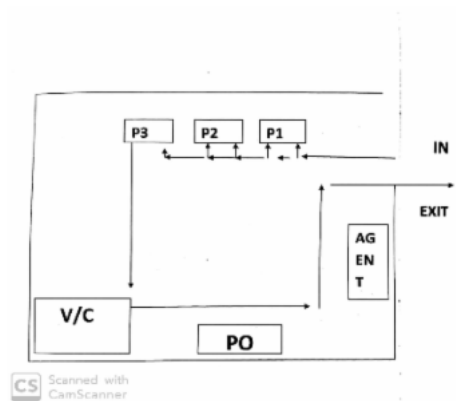 P3 P2 P1
IN
EXIT
AG
EN
T
V/C
PO
CS Scanned with
CamScanner